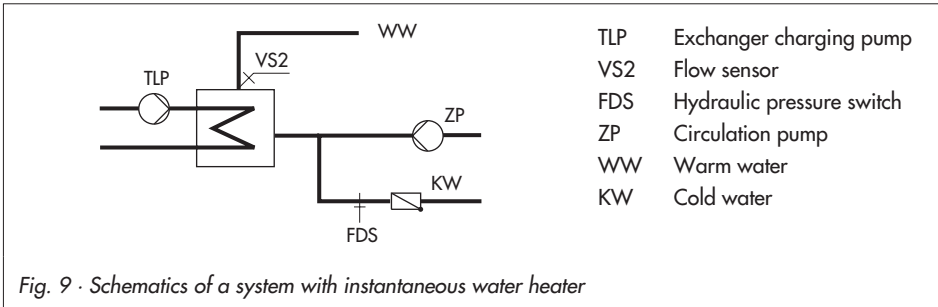 WW
VS2
TLP
ZP
KW
FDS
TLP Exchanger charging pump
VS2 Flow sensor
FDS Hydraulic pressure switch
ZP Circulation pump
WW Warm water
KW Cold water
Fig. 9 · Schematics of a system with instantaneous water heater